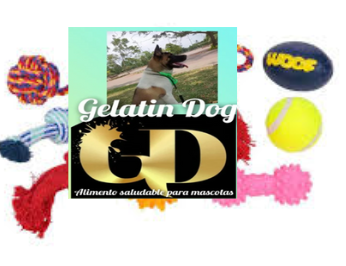 WOOF
Gelatin Dog
GD
Alimento saludable para mascotas